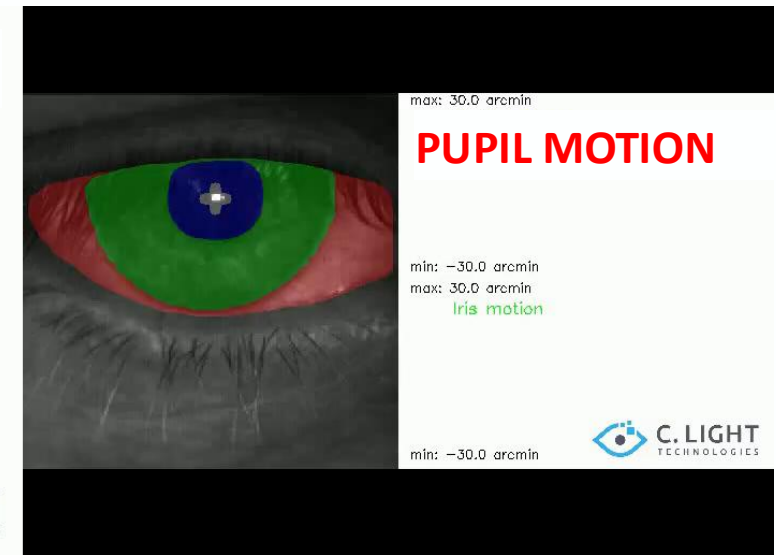 max: 30.0 arcmin
PUPIL MOTION
min: −30.0 arcmin
max: 30.0 arcmin
Iris motion
C. LIGHT
TECHNOLOGIES
min: −30.0 arcmin